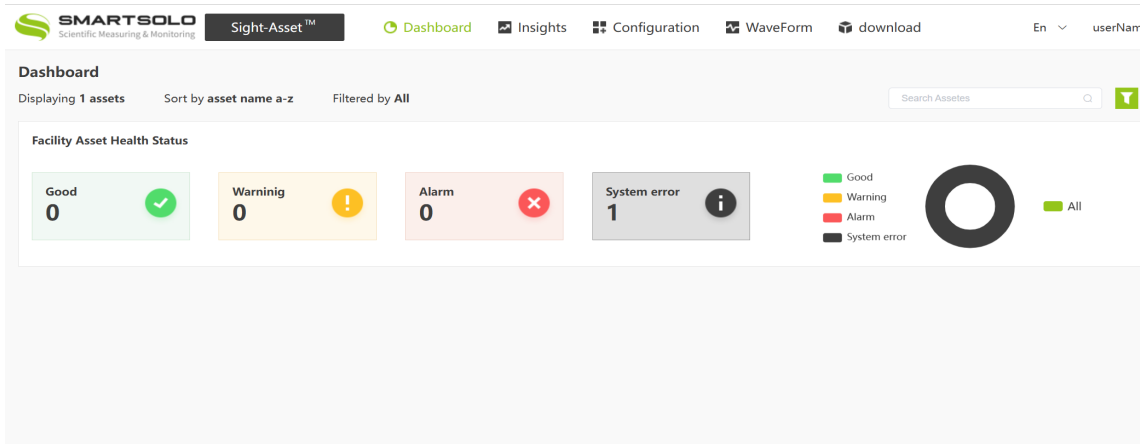 SMARTSOLO
Scientific Measuring & Monitoring
Sight-Asset™
Dashboard
Insights
Configuration
WaveForm
download
En
userNam
Dashboard
Displaying 1 assets
Sort by asset name a-z
Filtered by All
Search Assetes
Facility Asset Health Status
Good
0
Warninig
0
Alarm
0
System error
1
Good
Warning
Alarm
System error
All